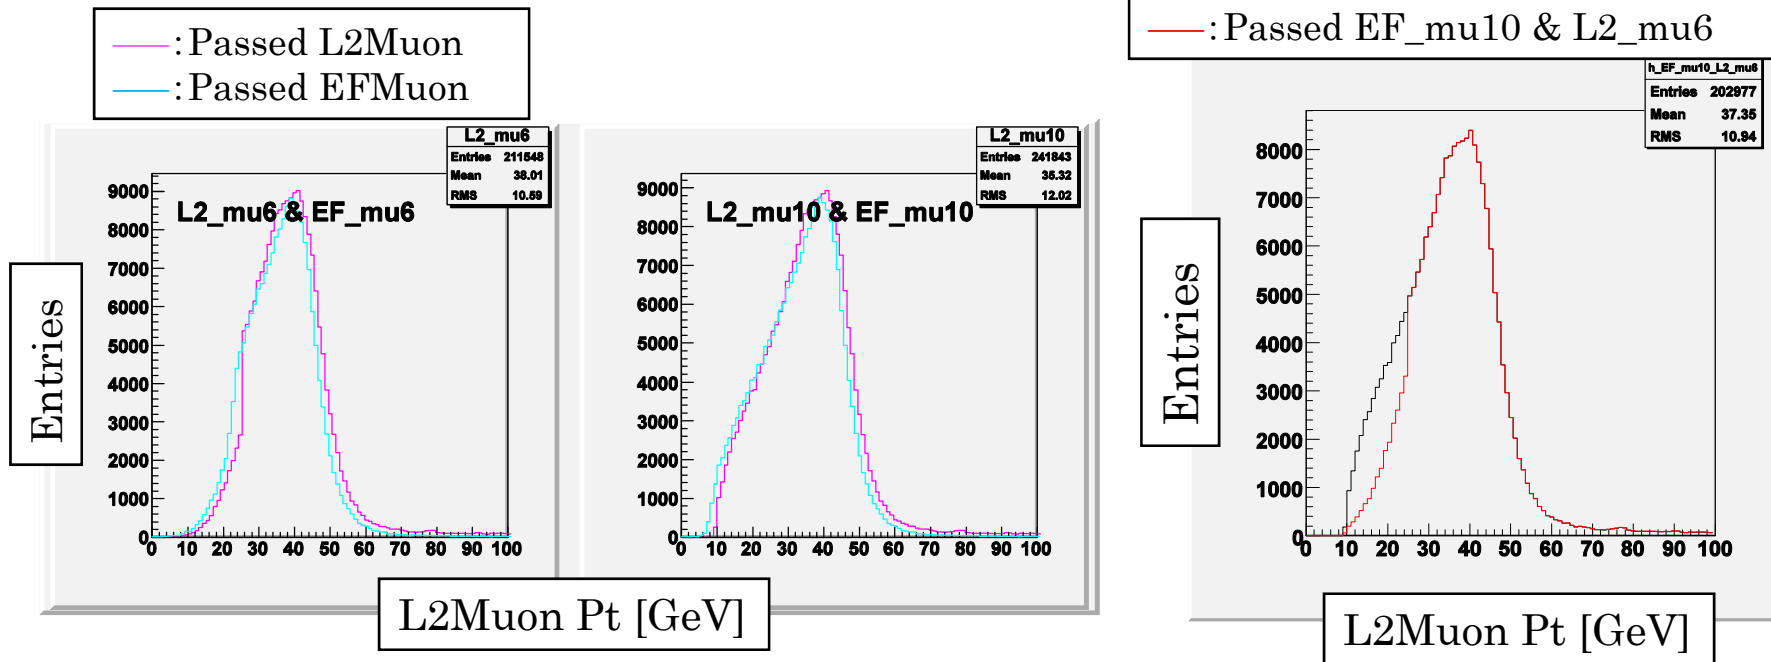 :Passed L2Muon
:Passed EFMuon
:Passed EF_mu10 & L2_mu6
L2_mu6
Entries 211548
Mean 38.01
RMS 10.59
L2_mu6 & EF_mu6
9000
8000
7000
6000
5000
4000
3000
2000
1000
0
0 10 20 30 40 50 60 70 80 90 100
L2_mu10
Entries 241843
Mean 35.32
RMS 12.02
L2_mu10 & EF_mu10
9000
8000
7000
6000
5000
4000
3000
2000
1000
0
0 10 20 30 40 50 60 70 80 90 100
Entries
L2Muon Pt [GeV]
h_EF_mu10_L2_mu6
Entries 202977
Mean 37.35
RMS 10.94
8000
7000
6000
5000
4000
3000
2000
1000
0
0 10 20 30 40 50 60 70 80 90 100
Entries
L2Muon Pt [GeV]